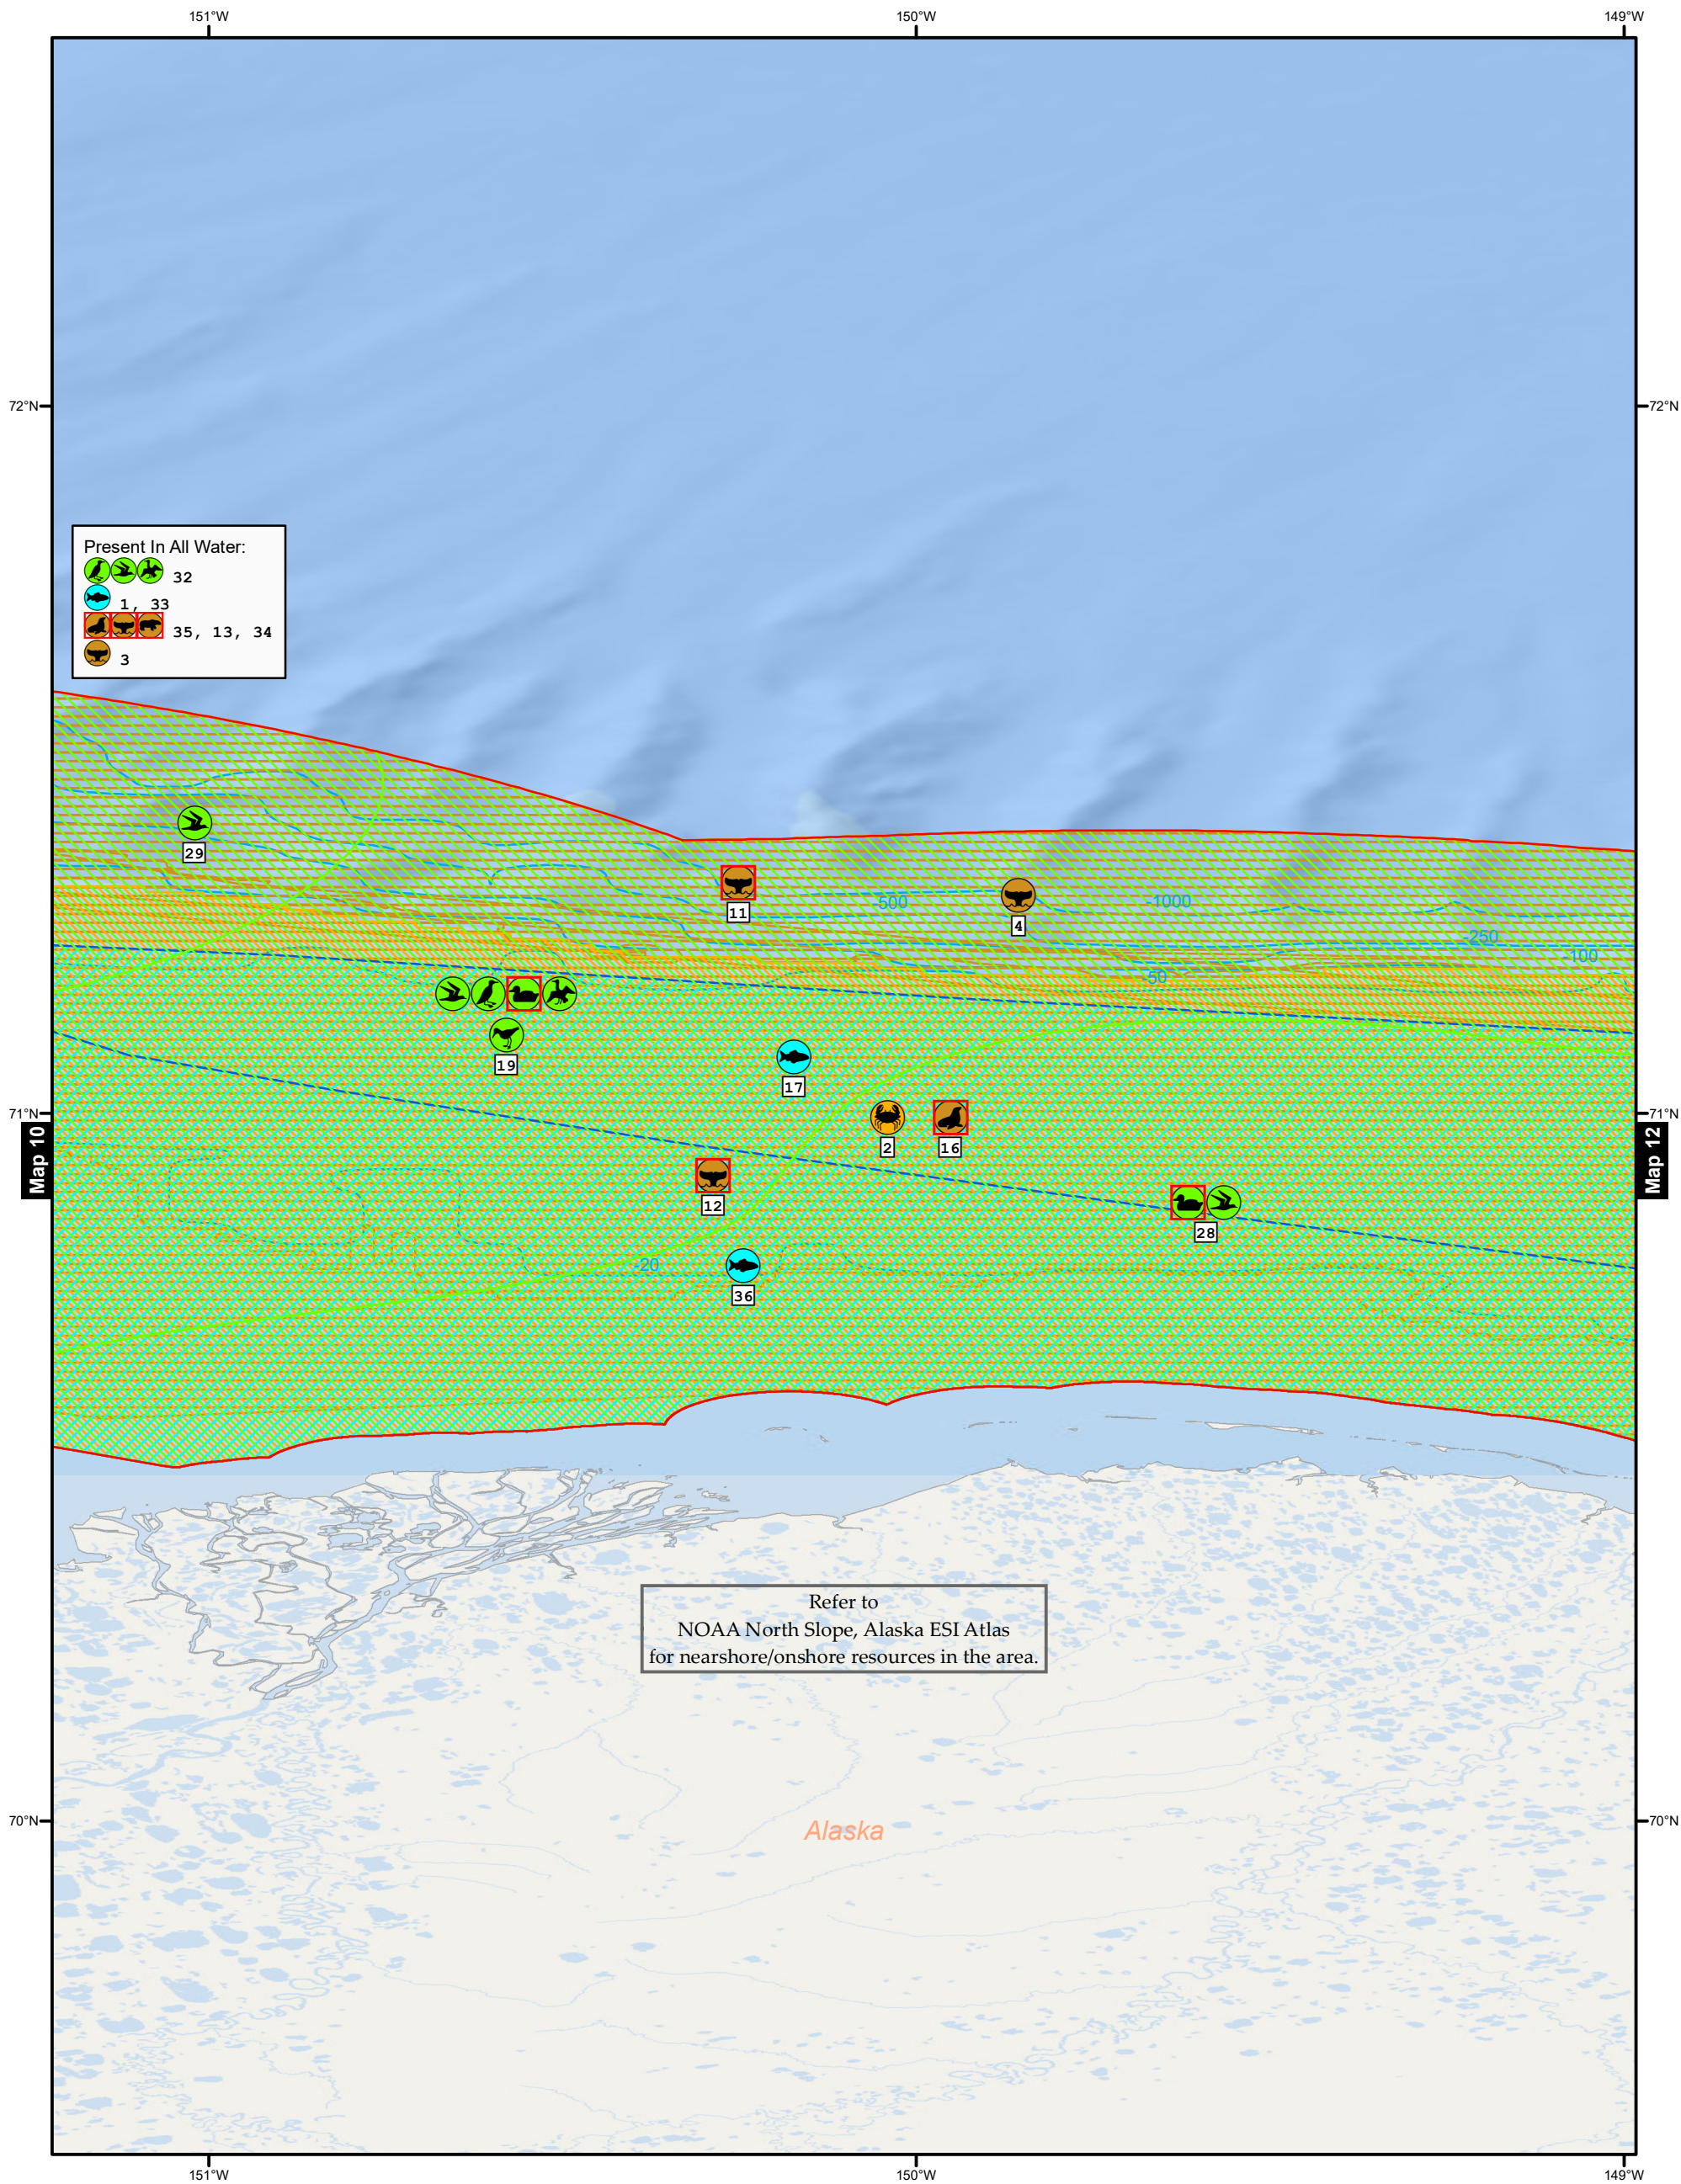 151°W
150°W
149°W
72°N
72°N
Present In All Water:
32
1, 33
35, 13, 34
3
29
11
4
-500
-1000
-250
-100
50
19
17
71°N
71°N
2
16
Map 10
Map 12
12
28
-20
36
Refer to
NOAA North Slope, Alaska ESI Atlas
for nearshore/onshore resources in the area.
Alaska
70°N
70°N
151°W
150°W
149°W